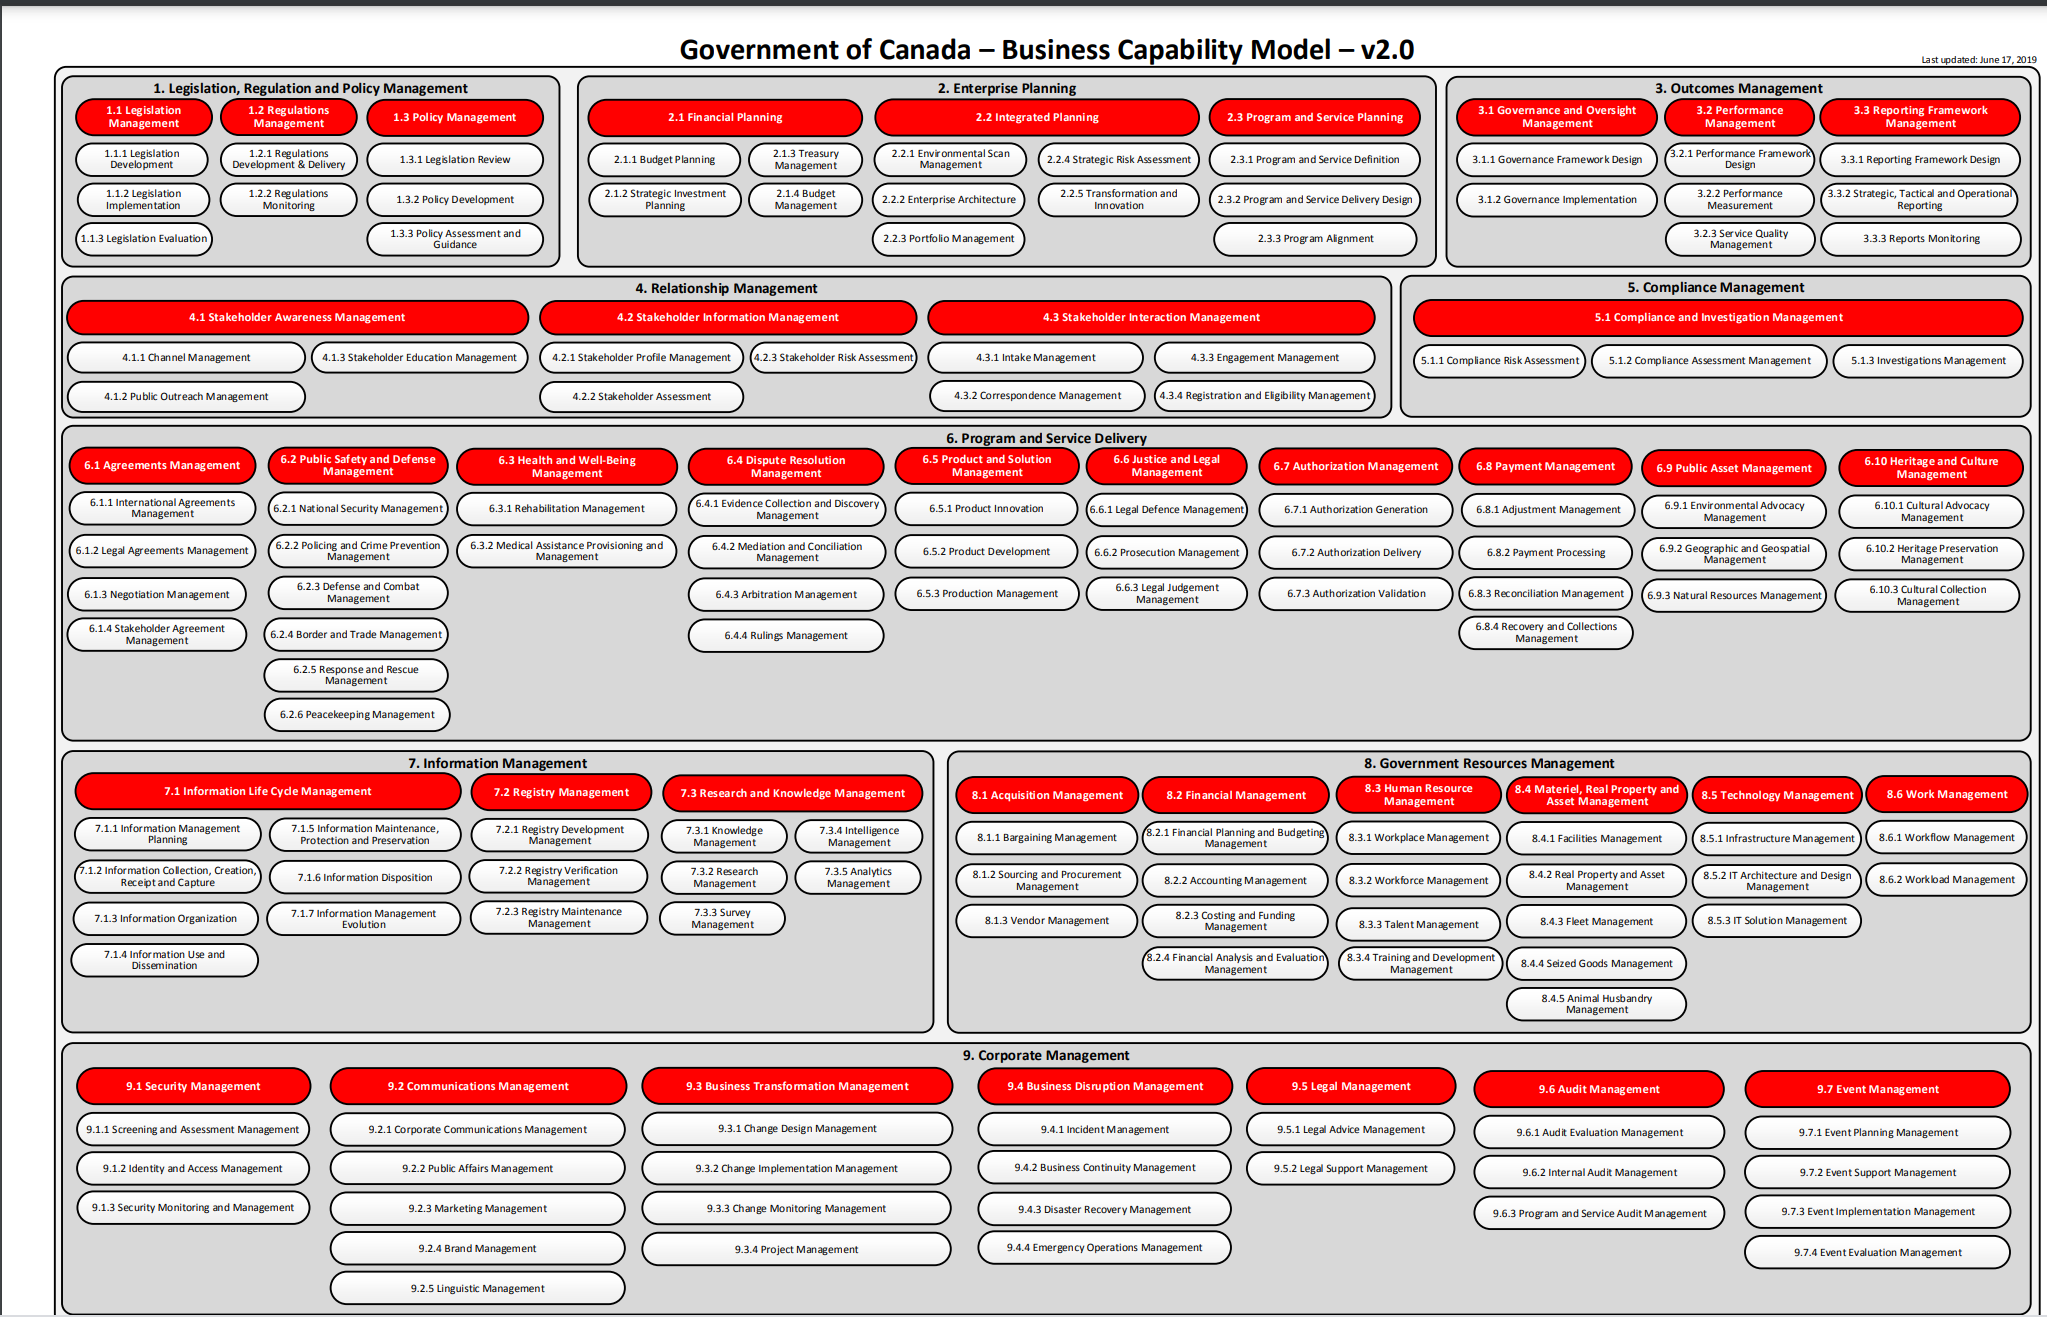 Government of Canada – Business Capability Model – v2.0
Last updated: June 17, 2019
1. Legislation, Regulation and Policy Management
1.1 Legislation
Management
1.1.1 Legislation
Development
1.1.2 Legislation
Implementation
1.1.3 Legislation Evaluation
1.2 Regulations
Management
1.2.1 Regulations
Development & Delivery
1.2.2 Regulations
Monitoring
1.3 Policy Management
1.3.1 Legislation Review
1.3.2 Policy Development
1.3.3 Policy Assessment and
Guidance
2. Enterprise Planning
2.1 Financial Planning
2.1.1 Budget Planning
2.1.2 Strategic Investment
Planning
2.1.3 Treasury
Management
2.1.4 Budget
Management
2.2 Integrated Planning
2.2.1 Environmental Scan
Management
2.2.2 Enterprise Architecture
2.2.3 Portfolio Management
2.2.4 Strategic Risk Assessment
2.2.5 Transformation and
Innovation
2.3 Program and Service Planning
2.3.1 Program and Service Definition
2.3.2 Program and Service Delivery Design
2.3.3 Program Alignment
3. Outcomes Management
3.1 Governance and Oversight
Management
3.1.1 Governance Framework Design
3.1.2 Governance Implementation
3.2 Performance
Management
3.2.1 Performance Framework
Design
3.2.2 Performance
Measurement
3.2.3 Service Quality
Management
3.3 Reporting Framework
Management
3.3.1 Reporting Framework Design
3.3.2 Strategic, Tactical and Operational
Reporting
3.3.3 Reports Monitoring
4. Relationship Management
4.1 Stakeholder Awareness Management
4.1.1 Channel Management
4.1.2 Public Outreach Management
4.1.3 Stakeholder Education Management
4.2 Stakeholder Information Management
4.2.1 Stakeholder Profile Management
4.2.2 Stakeholder Assessment
4.2.3 Stakeholder Risk Assessment
4.3 Stakeholder Interaction Management
4.3.1 Intake Management
4.3.2 Correspondence Management
4.3.3 Engagement Management
4.3.4 Registration and Eligibility Management
5. Compliance Management
5.1 Compliance and Investigation Management
5.1.1 Compliance Risk Assessment
5.1.2 Compliance Assessment Management
5.1.3 Investigations Management
6. Program and Service Delivery
6.1 Agreements Management
6.1.1 International Agreements
Management
6.1.2 Legal Agreements Management
6.1.3 Negotiation Management
6.1.4 Stakeholder Agreement
Management
6.2 Public Safety and Defense
Management
6.2.1 National Security Management
6.2.2 Policing and Crime Prevention
Management
6.2.3 Defense and Combat
Management
6.2.4 Border and Trade Management
6.2.5 Response and Rescue
Management
6.2.6 Peacekeeping Management
6.3 Health and Well-Being
Management
6.3.1 Rehabilitation Management
6.3.2 Medical Assistance Provisioning and
Management
6.4 Dispute Resolution
Management
6.4.1 Evidence Collection and Discovery
Management
6.4.2 Mediation and Conciliation
Management
6.4.3 Arbitration Management
6.4.4 Rulings Management
6.5 Product and Solution
Management
6.5.1 Product Innovation
6.5.2 Product Development
6.5.3 Production Management
6.6 Justice and Legal
Management
6.6.1 Legal Defence Management
6.6.2 Prosecution Management
6.6.3 Legal Judgement
Management
6.7 Authorization Management
6.7.1 Authorization Generation
6.7.2 Authorization Delivery
6.7.3 Authorization Validation
6.8 Payment Management
6.8.1 Adjustment Management
6.8.2 Payment Processing
6.8.3 Reconciliation Management
6.8.4 Recovery and Collections
Management
6.9 Public Asset Management
6.9.1 Environmental Advocacy
Management
6.9.2 Geographic and Geospatial
Management
6.9.3 Natural Resources Management
6.10 Heritage and Culture
Management
6.10.1 Cultural Advocacy
Management
6.10.2 Heritage Preservation
Management
6.10.3 Cultural Collection
Management
7. Information Management
7.1 Information Life Cycle Management
7.1.1 Information Management
Planning
7.1.2 Information Collection, Creation,
Receipt and Capture
7.1.3 Information Organization
7.1.4 Information Use and
Dissemination
7.1.5 Information Maintenance,
Protection and Preservation
7.1.6 Information Disposition
7.1.7 Information Management
Evolution
7.2 Registry Management
7.2.1 Registry Development
Management
7.2.2 Registry Verification
Management
7.2.3 Registry Maintenance
Management
7.3 Research and Knowledge Management
7.3.1 Knowledge
Management
7.3.2 Research
Management
7.3.3 Survey
Management
7.3.4 Intelligence
Management
7.3.5 Analytics
Management
8. Government Resources Management
8.1 Acquisition Management
8.1.1 Bargaining Management
8.1.2 Sourcing and Procurement
Management
8.1.3 Vendor Management
8.2 Financial Management
8.2.1 Financial Planning and Budgeting
Management
8.2.2 Accounting Management
8.2.3 Costing and Funding
Management
8.2.4 Financial Analysis and Evaluation
Management
8.3 Human Resource
Management
8.3.1 Workplace Management
8.3.2 Workforce Management
8.3.3 Talent Management
8.3.4 Training and Development
Management
8.4 Materiel, Real Property and
Asset Management
8.4.1 Facilities Management
8.4.2 Real Property and Asset
Management
8.4.3 Fleet Management
8.4.4 Seized Goods Management
8.4.5 Animal Husbandry
Management
8.5 Technology Management
8.5.1 Infrastructure Management
8.5.2 IT Architecture and Design
Management
8.5.3 IT Solution Management
8.6 Work Management
8.6.1 Workflow Management
8.6.2 Workload Management
9. Corporate Management
9.1 Security Management
9.1.1 Screening and Assessment Management
9.1.2 Identity and Access Management
9.1.3 Security Monitoring and Management
9.2 Communications Management
9.2.1 Corporate Communications Management
9.2.2 Public Affairs Management
9.2.3 Marketing Management
9.2.4 Brand Management
9.2.5 Linguistic Management
9.3 Business Transformation Management
9.3.1 Change Design Management
9.3.2 Change Implementation Management
9.3.3 Change Monitoring Management
9.3.4 Project Management
9.4 Business Disruption Management
9.4.1 Incident Management
9.4.2 Business Continuity Management
9.4.3 Disaster Recovery Management
9.4.4 Emergency Operations Management
9.5 Legal Management
9.5.1 Legal Advice Management
9.5.2 Legal Support Management
9.6 Audit Management
9.6.1 Audit Evaluation Management
9.6.2 Internal Audit Management
9.6.3 Program and Service Audit Management
9.7 Event Management
9.7.1 Event Planning Management
9.7.2 Event Support Management
9.7.3 Event Implementation Management
9.7.4 Event Evaluation Management